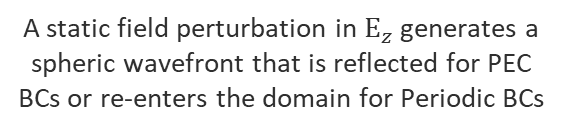 A static field perturbation in E_z generates a
spheric wavefront that is reflected for PEC
BCs or re-enters the domain for Periodic BCs